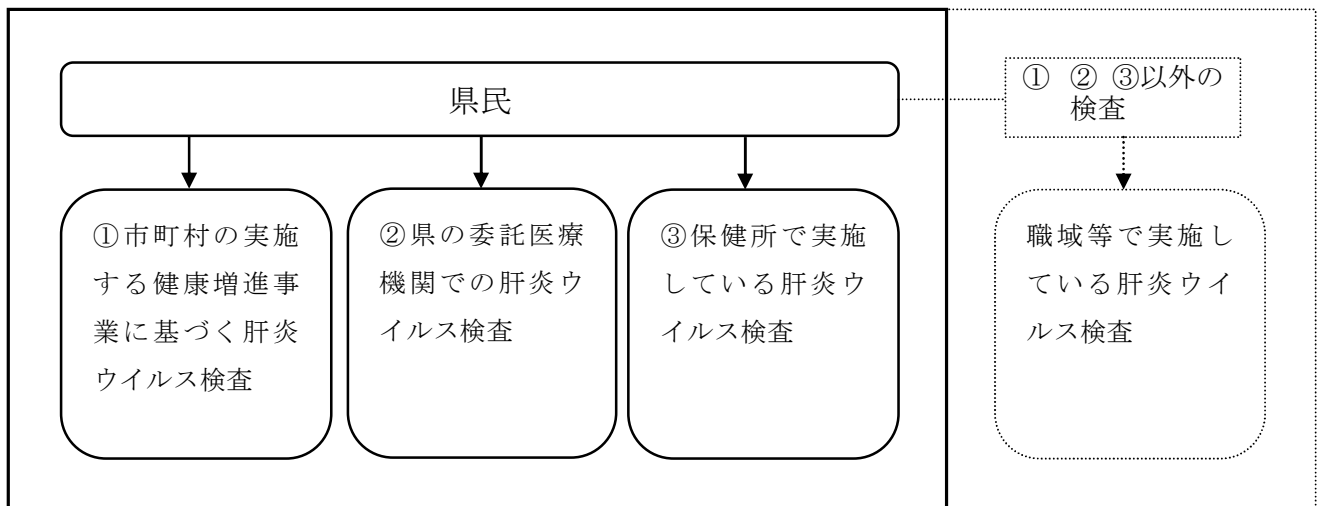 県民
① ② ③以外の
検査
①市町村の実施
する健康増進事
業に基づく肝炎
ウイルス検査
②県の委託医療
機関での肝炎ウ
イルス検査
③保健所で実施
している肝炎ウ
イルス検査
職域等で実施し
ている肝炎ウイ
ルス検査